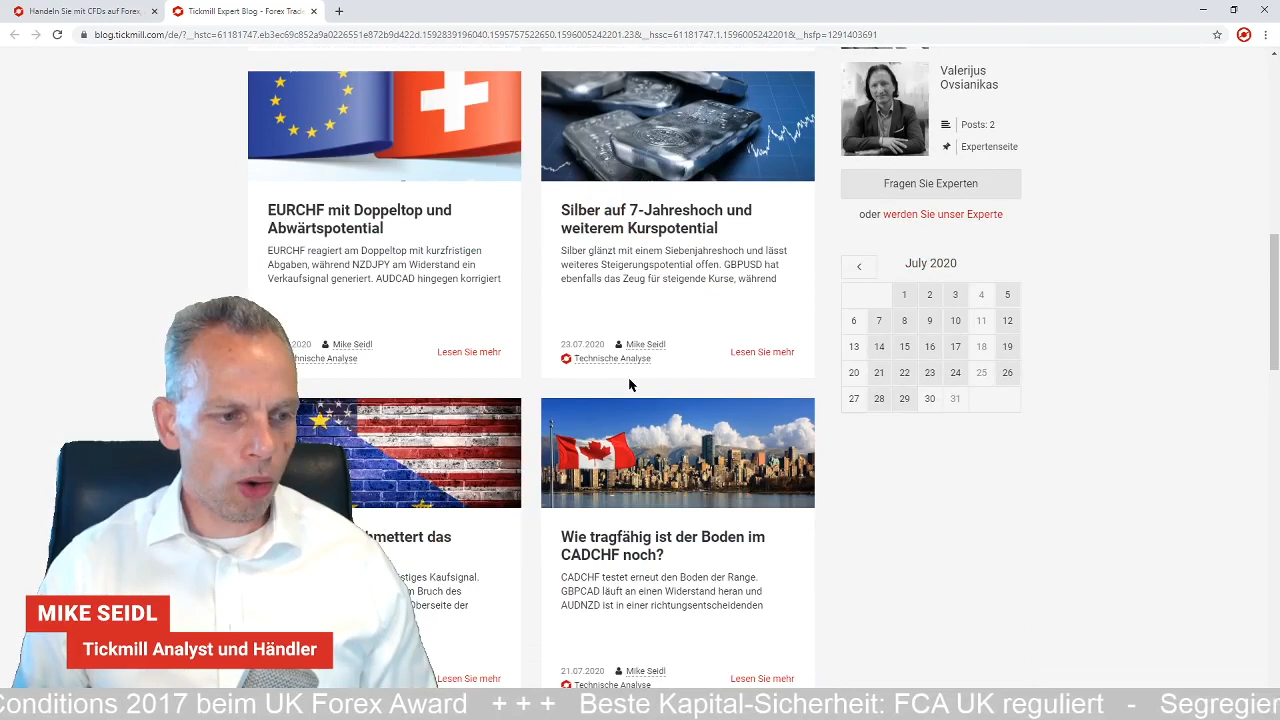 Handeln Sie mit CFDs auf Forex,
Tickmill Expert Blog - Forex Trad
blog.tickmill.com/de/?__hstc=61181747.eb3ec69c852a9a0226551e872b9d422d.1592839196040.1595757522650.1596005242201.23&__hssc=61181747.1.1596005242201&__hsfp=1291403691
EURCHF mit Doppeltop und
Abwärtspotential
EURCHF reagiert am Doppeltop mit kurzfristigen
Abgaben, während NZDJPY am Widerstand ein
Verkaufsignal generiert. AUDCAD hingegen korrigiert
2020 Mike Seidl
hnische Analyse
Lesen Sie mehr
Silber auf 7-Jahreshoch und
weiterem Kurspotential
Silber glänzt mit einem Siebenjahreshoch und lässt
weiteres Steigerungspotential offen. GBPUSD hat
ebenfalls das Zeug für steigende Kurse, während
23.07.2020 Mike Seidl
Technische Analyse
Lesen Sie mehr
hmettert das
stiges Kaufsignal.
m Bruch des
Oberseite der
Lesen Sie mehr
Wie tragfähig ist der Boden im
CADCHF noch?
CADCHF testet erneut den Boden der Range.
GBPCAD läuft an einen Widerstand heran und
AUDNZD ist in einer richtungsentscheidenden
21.07.2020 Mike Seidl
Technische Analyse
Lesen Sie mehr
Valerijus
Ovsianikas
Posts: 2
Expertenseite
Fragen Sie Experten
oder werden Sie unser Experte
July 2020
1 2 3 4 5
6 7 8 9 10 11 12
13 14 15 16 17 18 19
20 21 22 23 24 25 26
27 28 29 30 31
MIKE SEIDL
Tickmill Analyst und Händler
Conditions 2017 beim UK Forex Award + + + Beste Kapital-Sicherheit: FCA UK reguliert - Segregier